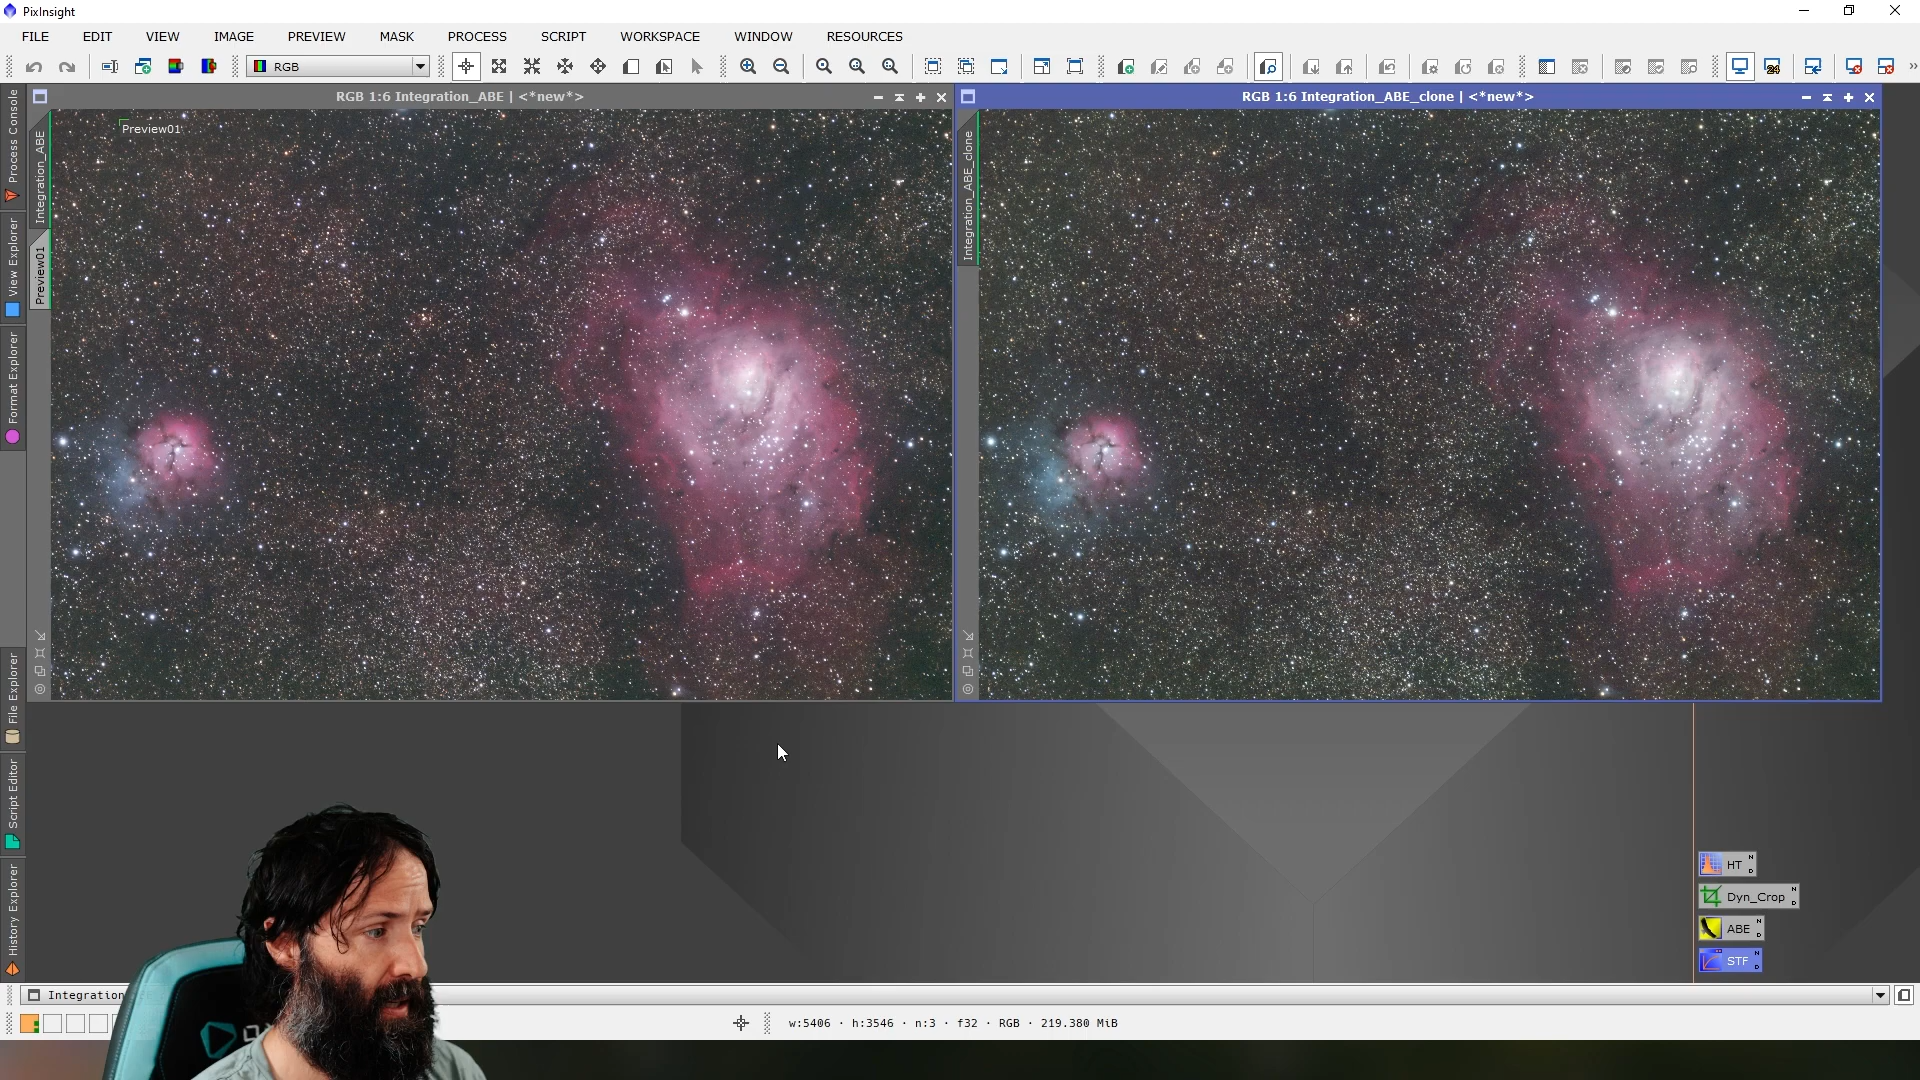 PixInsight
FILE EDIT VIEW IMAGE PREVIEW MASK PROCESS SCRIPT WORKSPACE WINDOW RESOURCES
RGB
24
RGB 1:6 Integration_ABE | <*new*>
RGB 1:6 Integration_ABE_clone | <*new*>
Process Console
View Explorer
Format Explorer
File Explorer
Script Editor
History Explorer
Integration_ABE
Preview01
Preview01
Integration_ABE_clone
HT
N
D
Dyn_Crop
N
D
ABE
N
D
STF
N
D
Integration
w:5406 · h:3546 · n:3 · f32 · RGB · 219.380 MiB